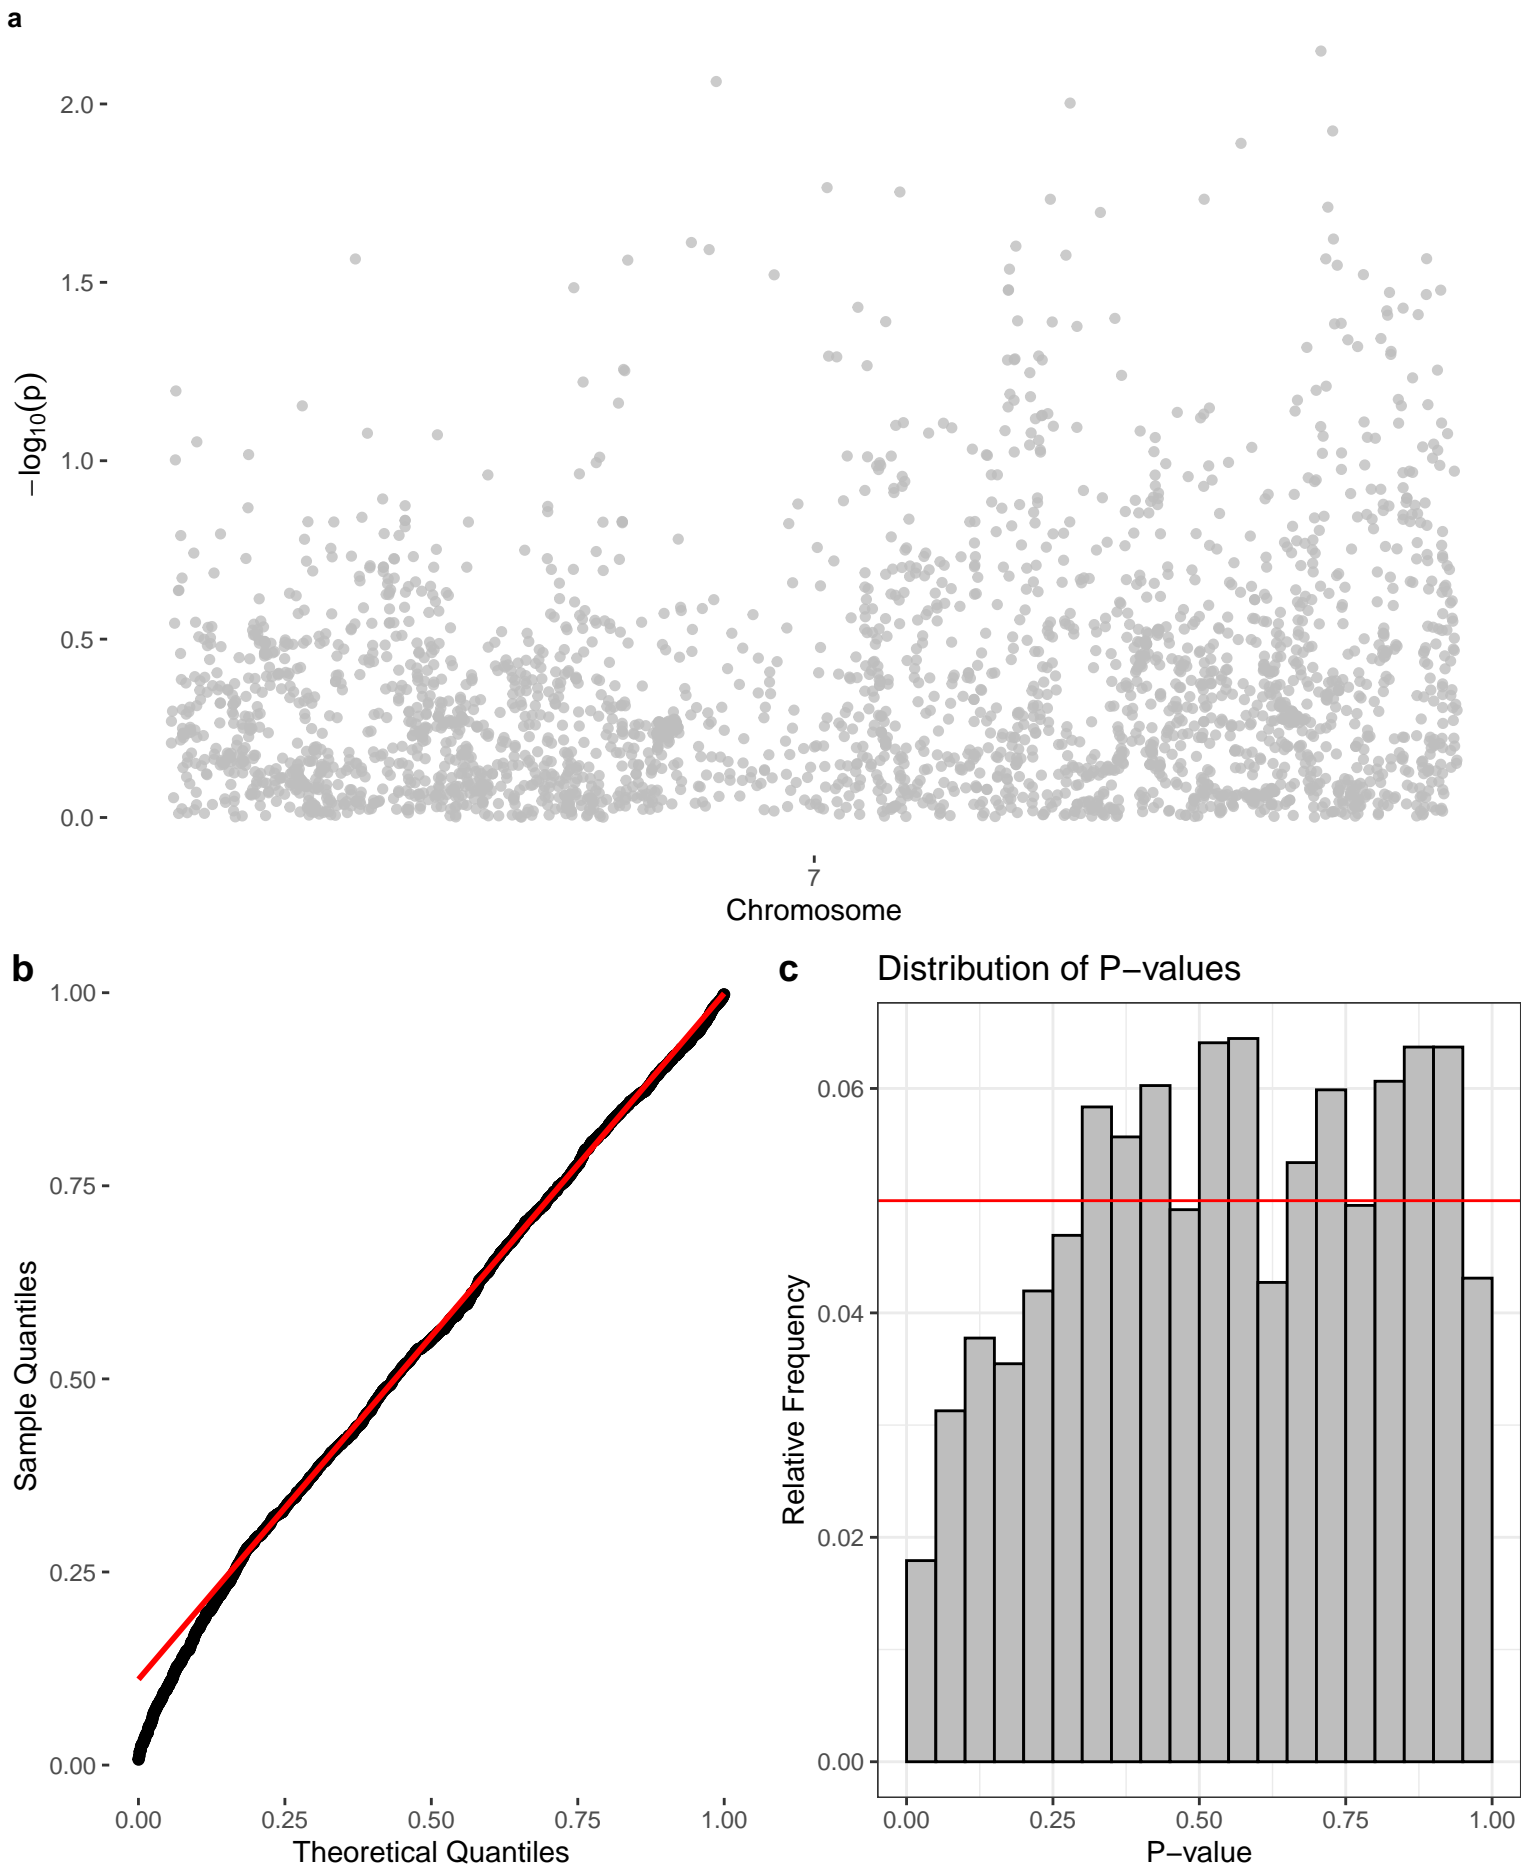 a
2.0
1.5
1.0
0.5
0.0
−log10(p)
7
Chromosome
b
1.00
0.75
0.50
0.25
0.00
Sample Quantiles
0.00 0.25 0.50 0.75 1.00
Theoretical Quantiles
c
Distribution of P−values
0.06
0.04
0.02
0.00
Relative Frequency
0.00 0.25 0.50 0.75 1.00
P−value